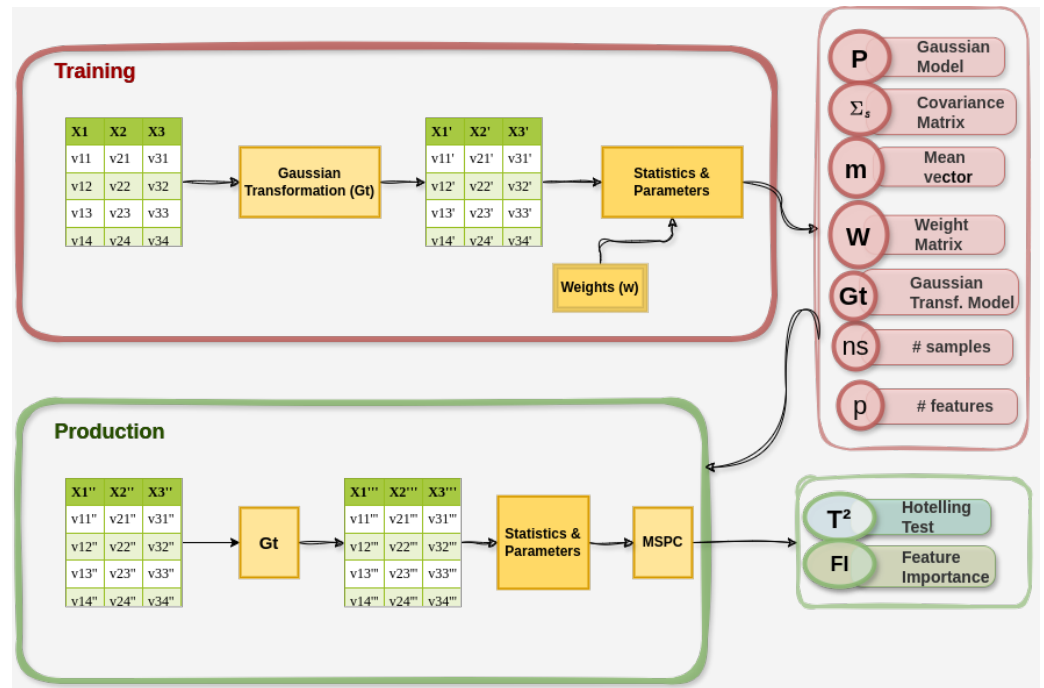 Training
X1 X2 X3
v11 v21 v31
v12 v22 v32
v13 v23 v33
v14 v24 v34
Gaussian
Transformation (Gt)
X1' X2' X3'
v11' v21' v31'
v12' v22' v32'
v13' v23' v33'
v14' v24' v34'
Statistics &
Parameters
Weights (w)
P Gaussian
Model
Σs Covariance
Matrix
m Mean
vector
W Weight
Matrix
Gt Gaussian
Transf. Model
ns # samples
p # features
Production
X1'' X2'' X3''
v11'' v21'' v31''
v12'' v22'' v32''
v13'' v23'' v33''
v14'' v24'' v34''
Gt
X1''' X2''' X3'''
v11''' v21''' v31'''
v12''' v22''' v32'''
v13''' v23''' v33'''
v14''' v24''' v34'''
Statistics &
Parameters
MSPC
T² Hotelling
Test
FI Feature
Importance